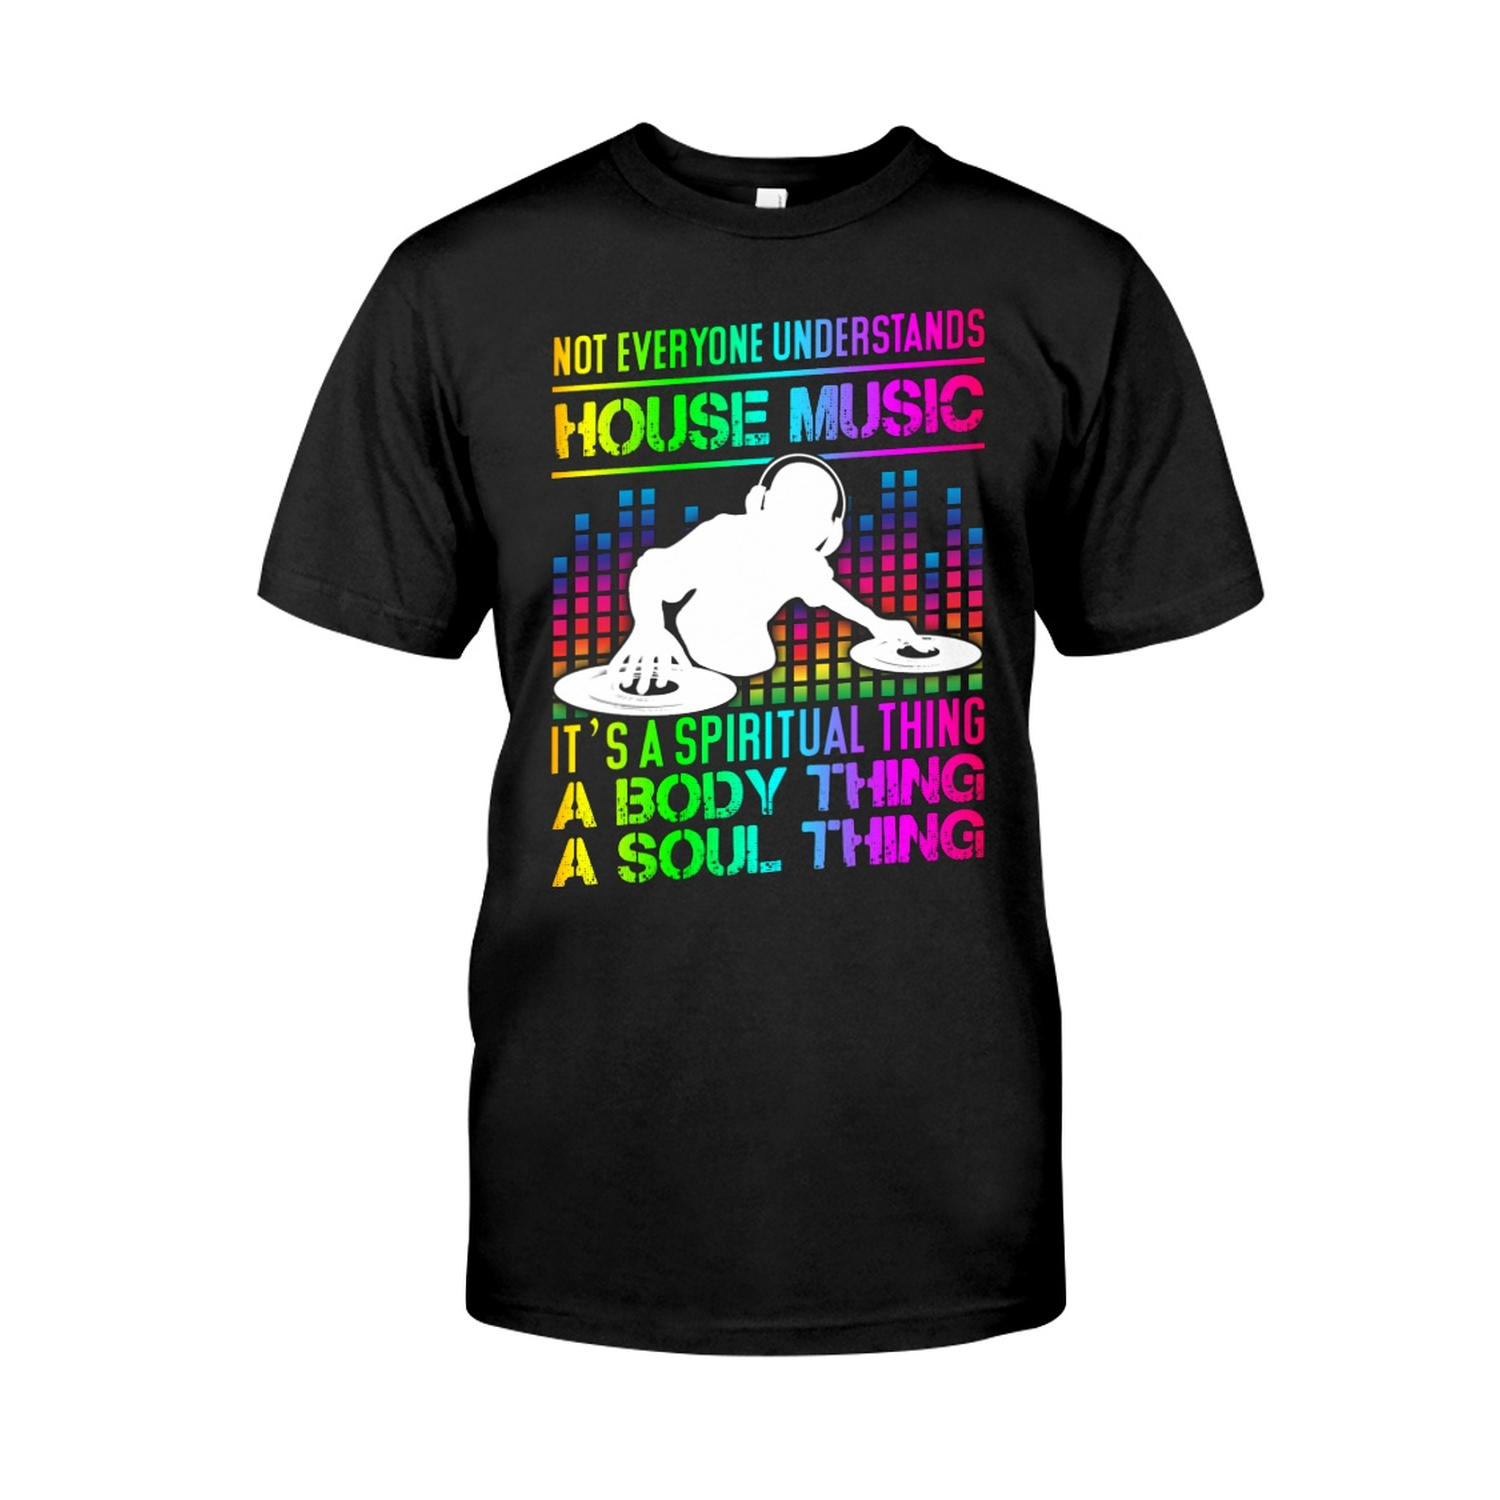 NOT EVERYONE UNDERSTANDS
HOUSE MUSIC
IT'S A SPIRITUAL THING
A BODY THING
A SOUL THING